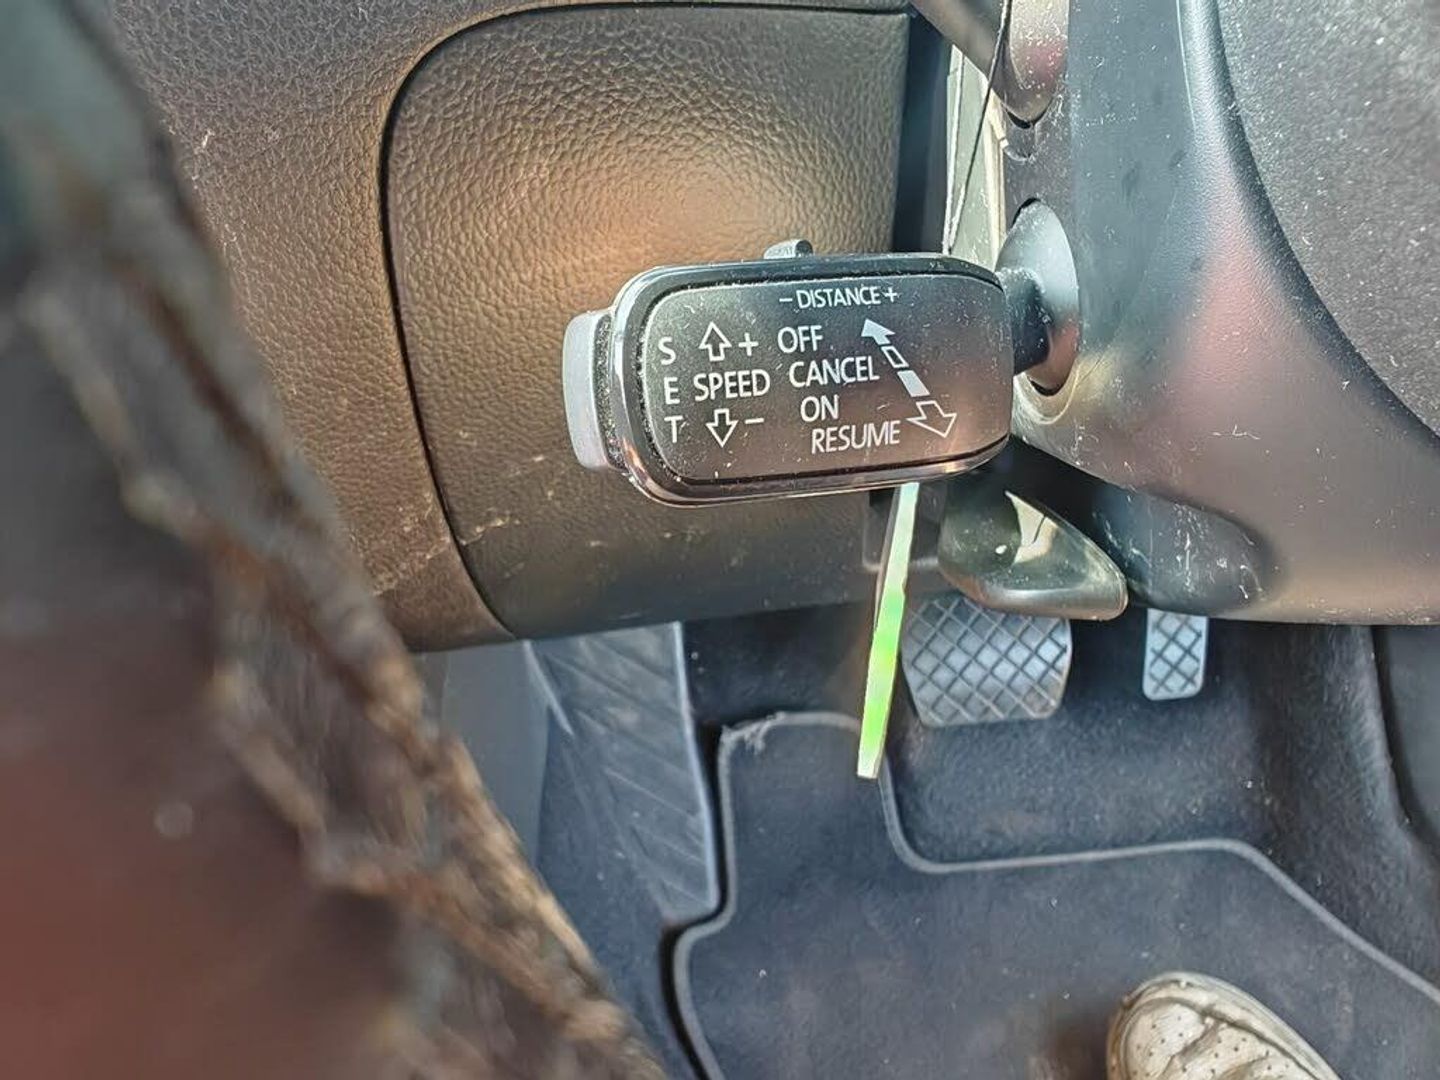 - DISTANCE +
S + OFF
E SPEED CANCEL
T - ON
RESUME